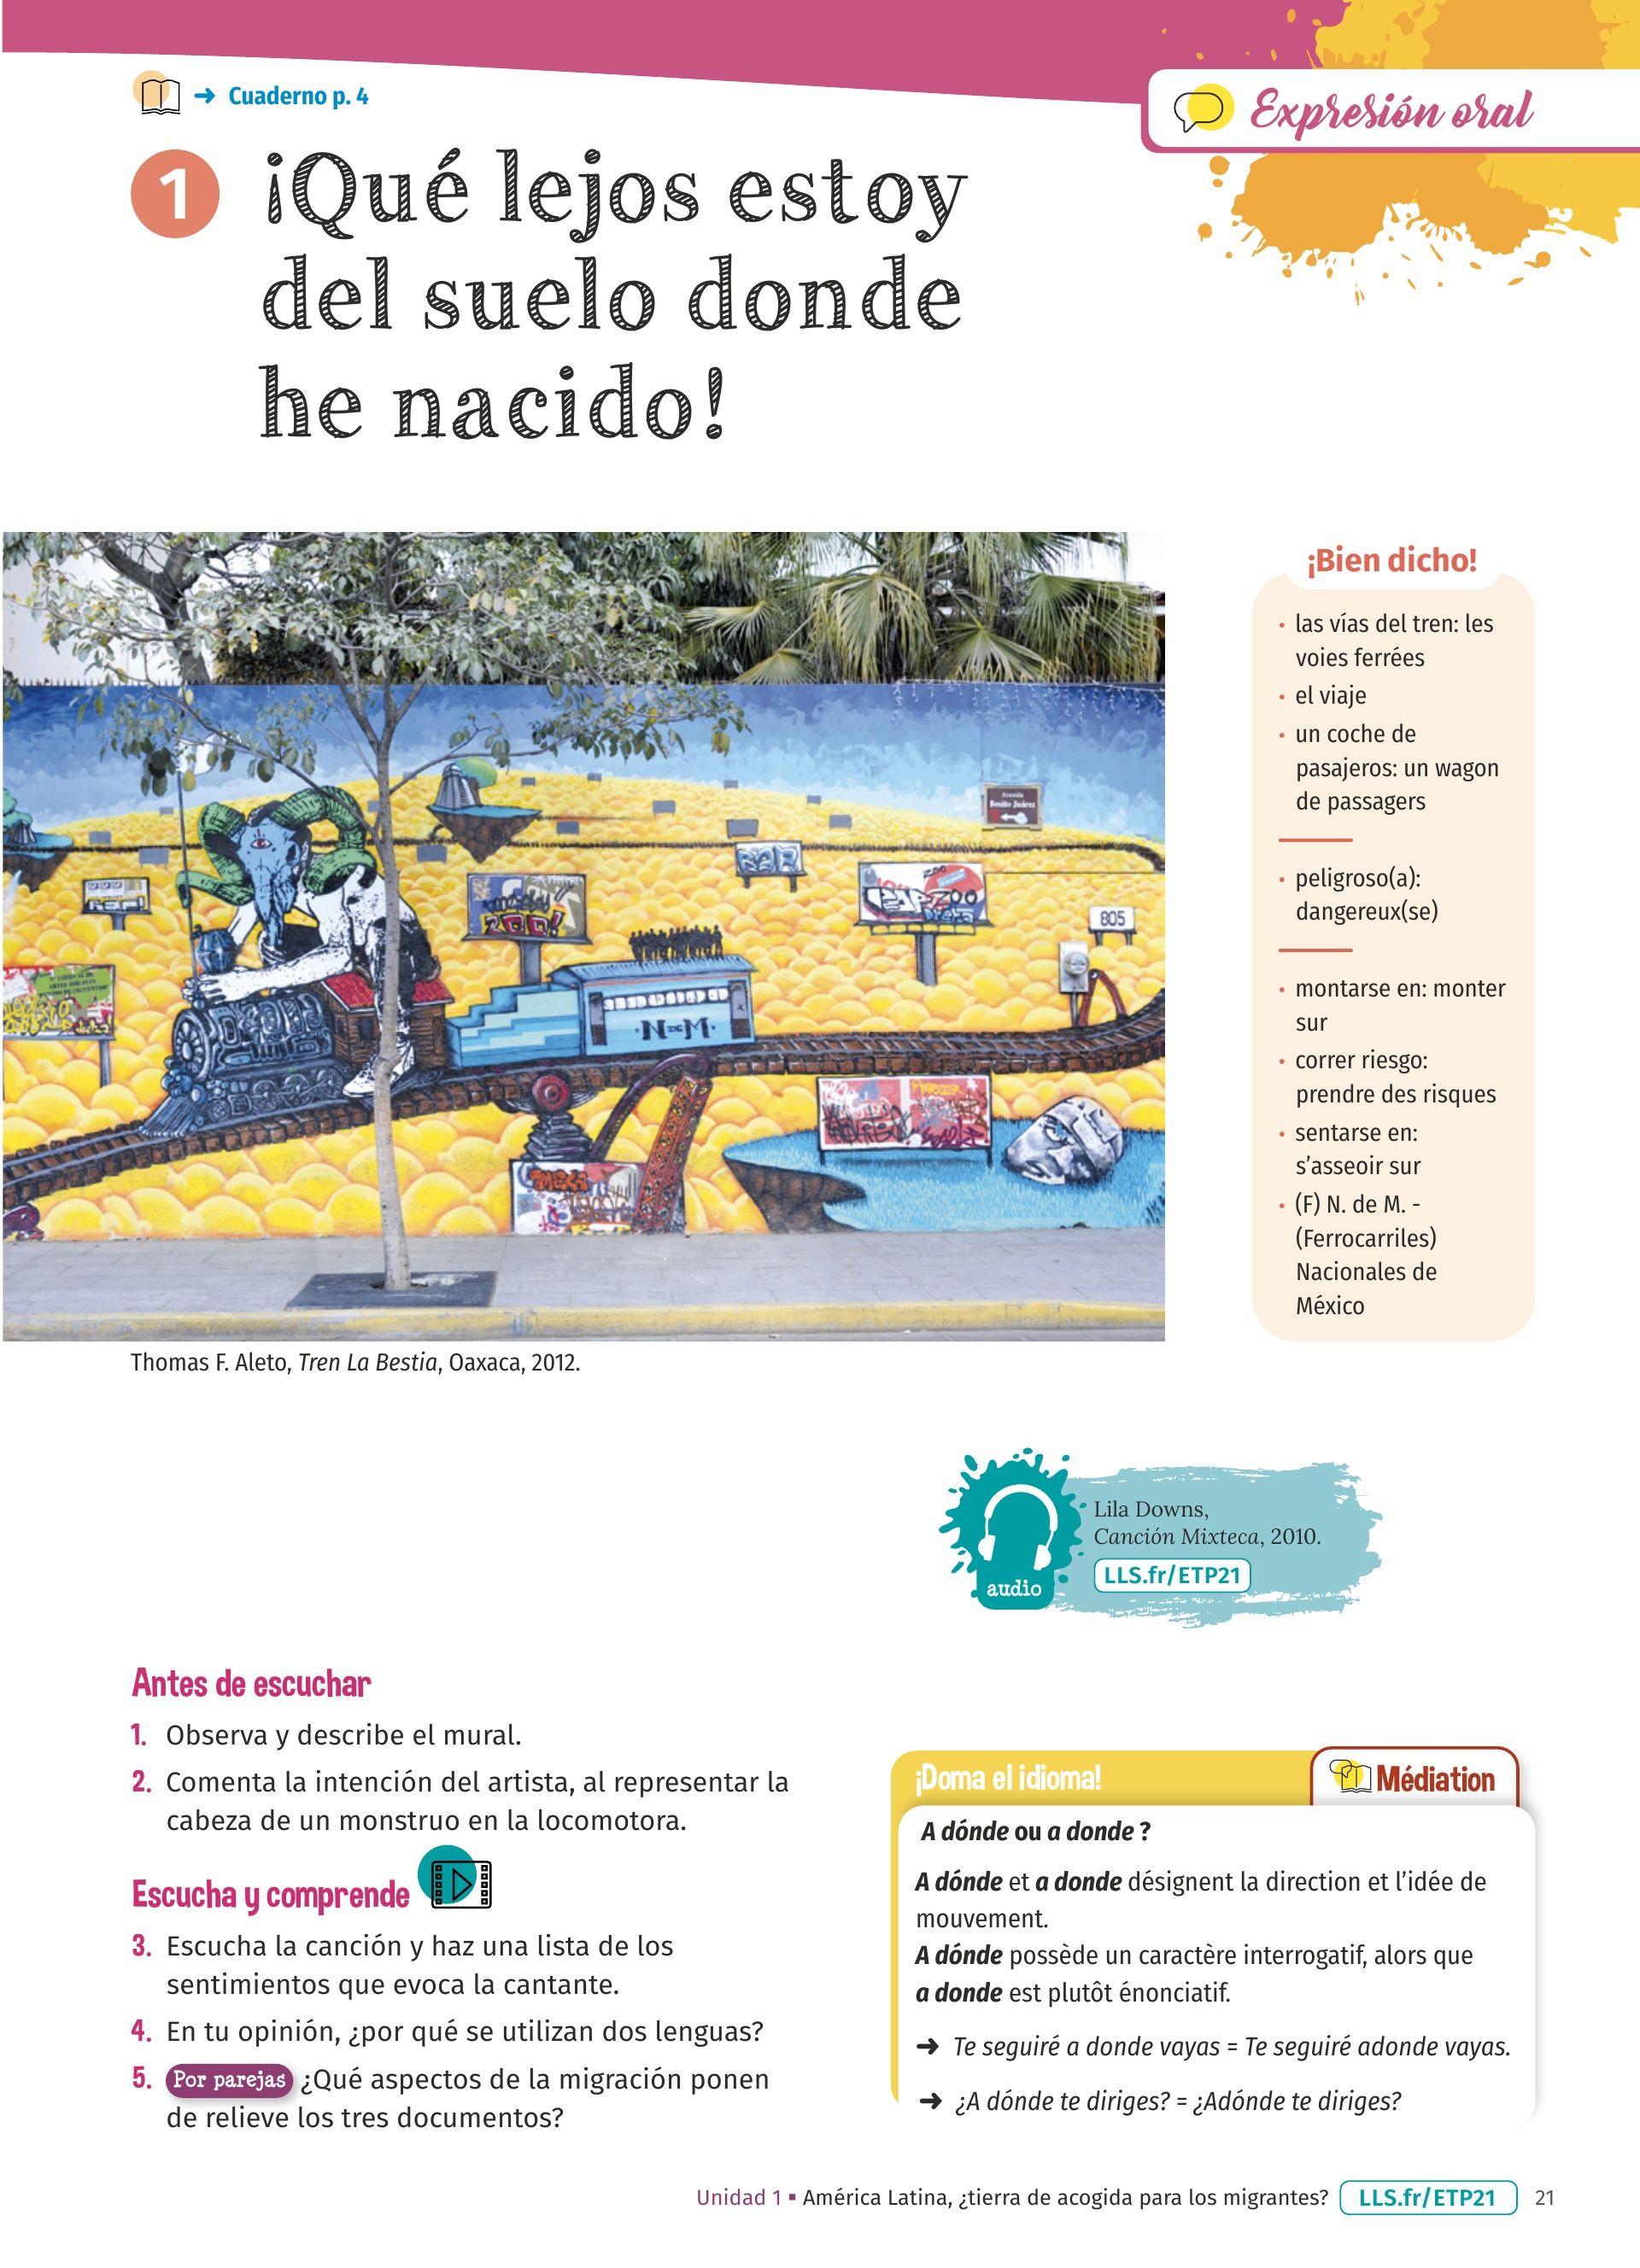 Cuaderno p. 4
Expresión oral
1
¡Qué lejos estoy
del suelo donde
he nacido!
Avenida
Benito Juárez
805
ZOO
N DE M
¡Bien dicho!
• las vías del tren: les
voies ferrées
• el viaje
• un coche de
pasajeros: un wagon
de passagers
• peligroso(a):
dangereux(se)
• montarse en: monter
sur
• correr riesgo:
prendre des risques
• sentarse en:
s’asseoir sur
• (F) N. de M. -
(Ferrocarriles)
Nacionales de
México
Thomas F. Aleto, Tren La Bestia, Oaxaca, 2012.
audio
Lila Downs,
Canción Mixteca, 2010.
LLS.fr/ETP21
Antes de escuchar
1. Observa y describe el mural.
2. Comenta la intención del artista, al representar la
cabeza de un monstruo en la locomotora.
Escucha y comprende
3. Escucha la canción y haz una lista de los
sentimientos que evoca la cantante.
4. En tu opinión, ¿por qué se utilizan dos lenguas?
5. Por parejas ¿Qué aspectos de la migración ponen
de relieve los tres documentos?
¡Doma el idioma!
Médiation
A dónde ou a donde ?
A dónde et a donde désignent la direction et l’idée de
mouvement.
A dónde possède un caractère interrogatif, alors que
a donde est plutôt énonciatif.
➜ Te seguiré a donde vayas = Te seguiré adonde vayas.
➜ ¿A dónde te diriges? = ¿Adónde te diriges?
Unidad 1 ▪ América Latina, ¿tierra de acogida para los migrantes? LLS.fr/ETP21 21